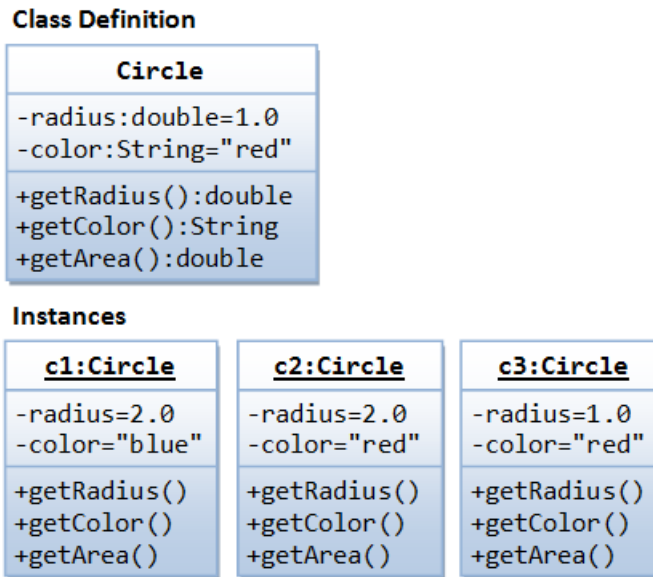 Class Definition
Circle
-radius:double=1.0
-color:String="red"
+getRadius():double
+getColor():String
+getArea():double
Instances
c1:Circle
-radius=2.0
-color="blue"
+getRadius()
+getColor()
+getArea()
c2:Circle
-radius=2.0
-color="red"
+getRadius()
+getColor()
+getArea()
c3:Circle
-radius=1.0
-color="red"
+getRadius()
+getColor()
+getArea()